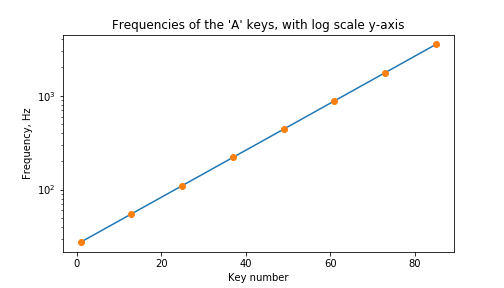 Frequencies of the 'A' keys, with log scale y-axis
Frequency, Hz
10³
10²
0 20 40 60 80
Key number